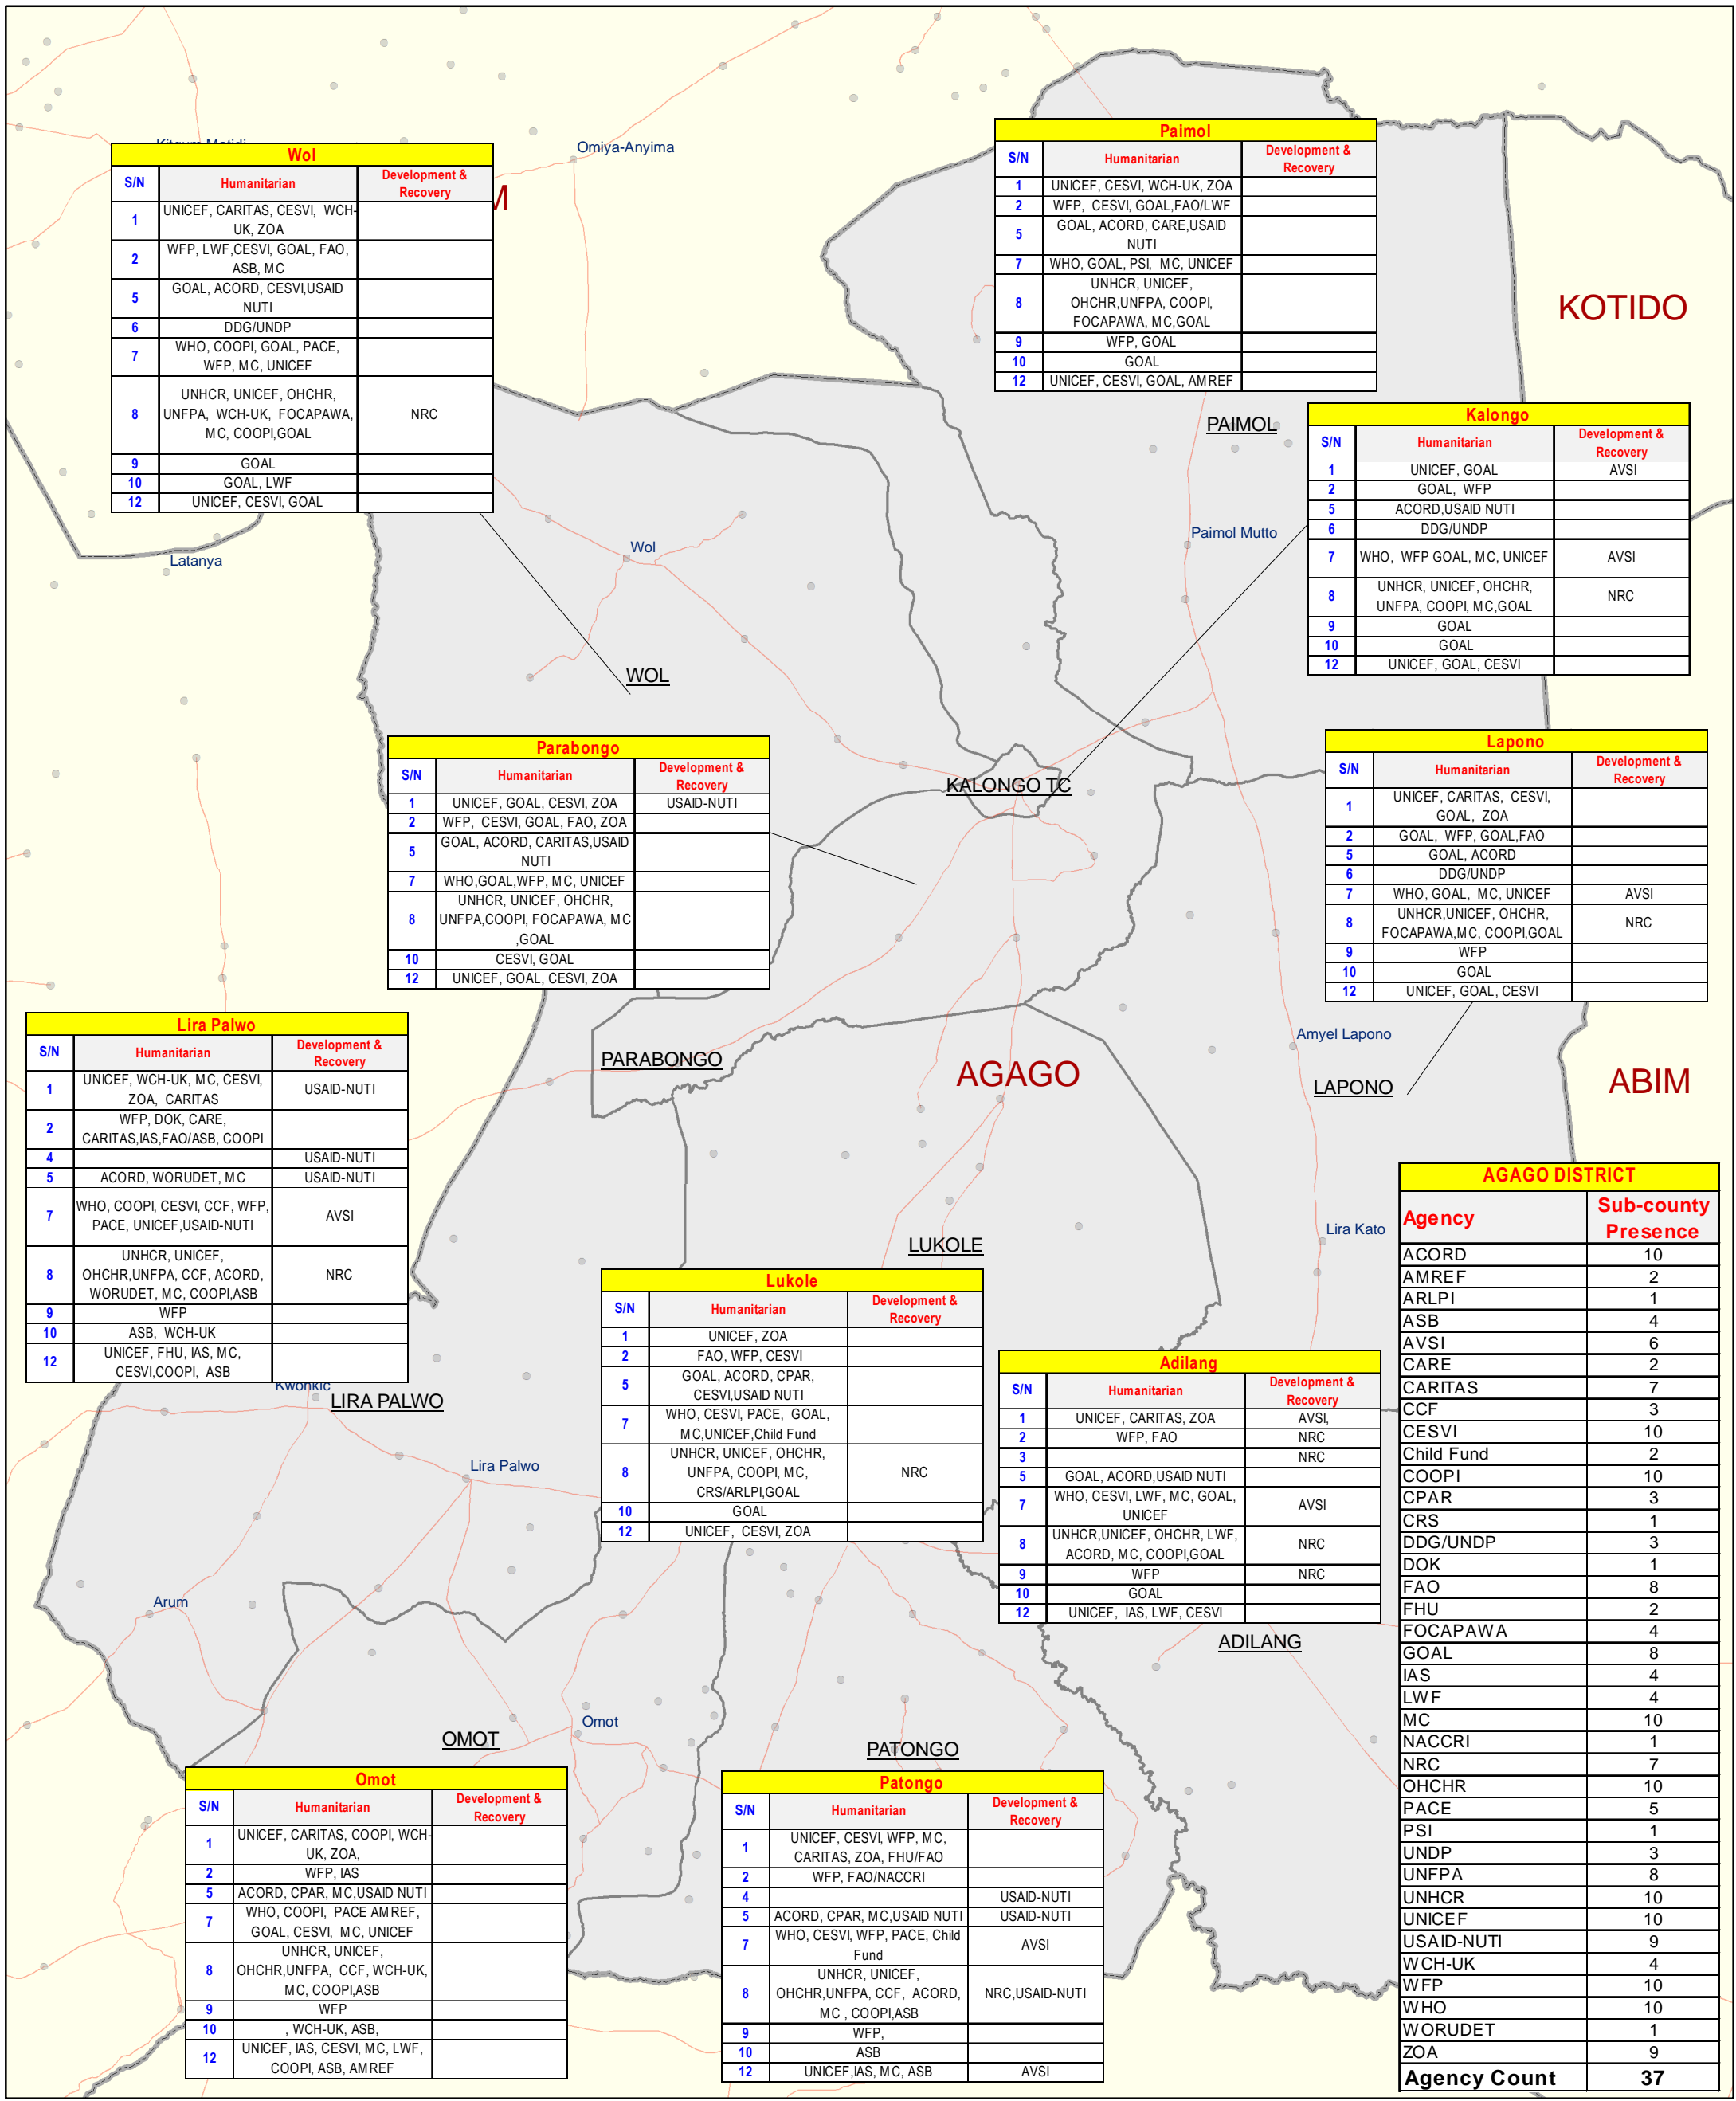 Omiya-Anyima
Wol
S/N Humanitarian Development &
Recovery
1 UNICEF, CARITAS, CESVI, WCH-
UK, ZOA
2 WFP, LWF,CESVI, GOAL, FAO,
ASB, MC
5 GOAL, ACORD, CESVI,USAID
NUTI
6 DDG/UNDP
7 WHO, COOPI, GOAL, PACE,
WFP, MC, UNICEF
8 UNHCR, UNICEF, OHCHR,
UNFPA, WCH-UK, FOCAPAWA,
MC, COOPI,GOAL
NRC
9 GOAL
10 GOAL, LWF
12 UNICEF, CESVI, GOAL
M
Paimol
S/N Humanitarian Development &
Recovery
1 UNICEF, CESVI, WCH-UK, ZOA
2 WFP, CESVI, GOAL,FAO/LWF
5 GOAL, ACORD, CARE,USAID
NUTI
7 WHO, GOAL, PSI, MC, UNICEF
8 UNHCR, UNICEF,
OHCHR,UNFPA, COOPI,
FOCAPAWA, MC,GOAL
9 WFP, GOAL
10 GOAL
12 UNICEF, CESVI, GOAL, AMREF
KOTIDO
PAIMOL
Kalongo
S/N Humanitarian Development &
Recovery
1 UNICEF, GOAL AVSI
2 GOAL, WFP
5 ACORD,USAID NUTI
6 DDG/UNDP
7 WHO, WFP GOAL, MC, UNICEF AVSI
8 UNHCR, UNICEF, OHCHR,
UNFPA, COOPI, MC,GOAL
NRC
9 GOAL
10 GOAL
12 UNICEF, GOAL, CESVI
Latanya
Wol
Paimol Mutto
WOL
KALONGO TC
Parabongo
S/N Humanitarian Development &
Recovery
1 UNICEF, GOAL, CESVI, ZOA USAID-NUTI
2 WFP, CESVI, GOAL, FAO, ZOA
5 GOAL, ACORD, CARITAS,USAID
NUTI
7 WHO,GOAL,WFP, MC, UNICEF
8 UNHCR, UNICEF, OHCHR,
UNFPA,COOPI, FOCAPAWA, MC
,GOAL
10 CESVI, GOAL
12 UNICEF, GOAL, CESVI, ZOA
Lapono
S/N Humanitarian Development &
Recovery
1 UNICEF, CARITAS, CESVI,
GOAL, ZOA
2 GOAL, WFP, GOAL,FAO
5 GOAL, ACORD
6 DDG/UNDP
7 WHO, GOAL, MC, UNICEF AVSI
8 UNHCR,UNICEF, OHCHR,
FOCAPAWA,MC, COOPI,GOAL
NRC
9 WFP
10 GOAL
12 UNICEF, GOAL, CESVI
Amyel Lapono
PARABONGO
AGAGO
LAPONO
ABIM
Lira Palwo
S/N Humanitarian Development &
Recovery
1 UNICEF, WCH-UK, MC, CESVI,
ZOA, CARITAS
USAID-NUTI
2 WFP, DOK, CARE,
CARITAS,IAS,FAO/ASB, COOPI
4 USAID-NUTI
5 ACORD, WORUDET, MC USAID-NUTI
7 WHO, COOPI, CESVI, CCF, WFP,
PACE, UNICEF,USAID-NUTI
AVSI
8 UNHCR, UNICEF,
OHCHR,UNFPA, CCF, ACORD,
WORUDET, MC, COOPI,ASB
NRC
9 WFP
10 ASB, WCH-UK
12 UNICEF, FHU, IAS, MC,
CESVI,COOPI, ASB
Kwonkic
LIRA PALWO
Lira Palwo
Arum
LUKOLE
Lira Kato
Lukole
S/N Humanitarian Development &
Recovery
1 UNICEF, ZOA
2 FAO, WFP, CESVI
5 GOAL, ACORD, CPAR,
CESVI,USAID NUTI
7 WHO, CESVI, PACE, GOAL,
MC,UNICEF,Child Fund
8 UNHCR, UNICEF, OHCHR,
UNFPA, COOPI, MC,
CRS/ARLPI,GOAL
NRC
10 GOAL
12 UNICEF, CESVI, ZOA
Adilang
S/N Humanitarian Development &
Recovery
1 UNICEF, CARITAS, ZOA AVSI,
2 WFP, FAO NRC
3 NRC
5 GOAL, ACORD,USAID NUTI
7 WHO, CESVI, LWF, MC, GOAL,
UNICEF
AVSI
8 UNHCR,UNICEF, OHCHR, LWF,
ACORD, MC, COOPI,GOAL
NRC
9 WFP NRC
10 GOAL
12 UNICEF, IAS, LWF, CESVI
ADILANG
Omot
OMOT
PATONGO
Omot
S/N Humanitarian Development &
Recovery
1 UNICEF, CARITAS, COOPI, WCH-
UK, ZOA,
2 WFP, IAS
5 ACORD, CPAR, MC,USAID NUTI
7 WHO, COOPI, PACE AMREF,
GOAL, CESVI, MC, UNICEF
8 UNHCR, UNICEF,
OHCHR,UNFPA, CCF, WCH-UK,
MC, COOPI,ASB
9 WFP
10 , WCH-UK, ASB,
12 UNICEF, IAS, CESVI, MC, LWF,
COOPI, ASB, AMREF
Patongo
S/N Humanitarian Development &
Recovery
1 UNICEF, CESVI, WFP, MC,
CARITAS, ZOA, FHU/FAO
2 WFP, FAO/NACCRI
4 USAID-NUTI
5 ACORD, CPAR, MC,USAID NUTI USAID-NUTI
7 WHO, CESVI, WFP, PACE, Child
Fund
AVSI
8 UNHCR, UNICEF,
OHCHR,UNFPA, CCF, ACORD,
MC , COOPI,ASB
NRC,USAID-NUTI
9 WFP,
10 ASB
12 UNICEF,IAS, MC, ASB AVSI
AGAGO DISTRICT
Agency Sub-county
Presence
ACORD 10
AMREF 2
ARLPI 1
ASB 4
AVSI 6
CARE 2
CARITAS 7
CCF 3
CESVI 10
Child Fund 2
COOPI 10
CPAR 3
CRS 1
DDG/UNDP 3
DOK 1
FAO 8
FHU 2
FOCAPAWA 4
GOAL 8
IAS 4
LWF 4
MC 10
NACCRI 1
NRC 7
OHCHR 10
PACE 5
PSI 1
UNDP 3
UNFPA 8
UNHCR 10
UNICEF 10
USAID-NUTI 9
WCH-UK 4
WFP 10
WHO 10
WORUDET 1
ZOA 9
Agency Count 37